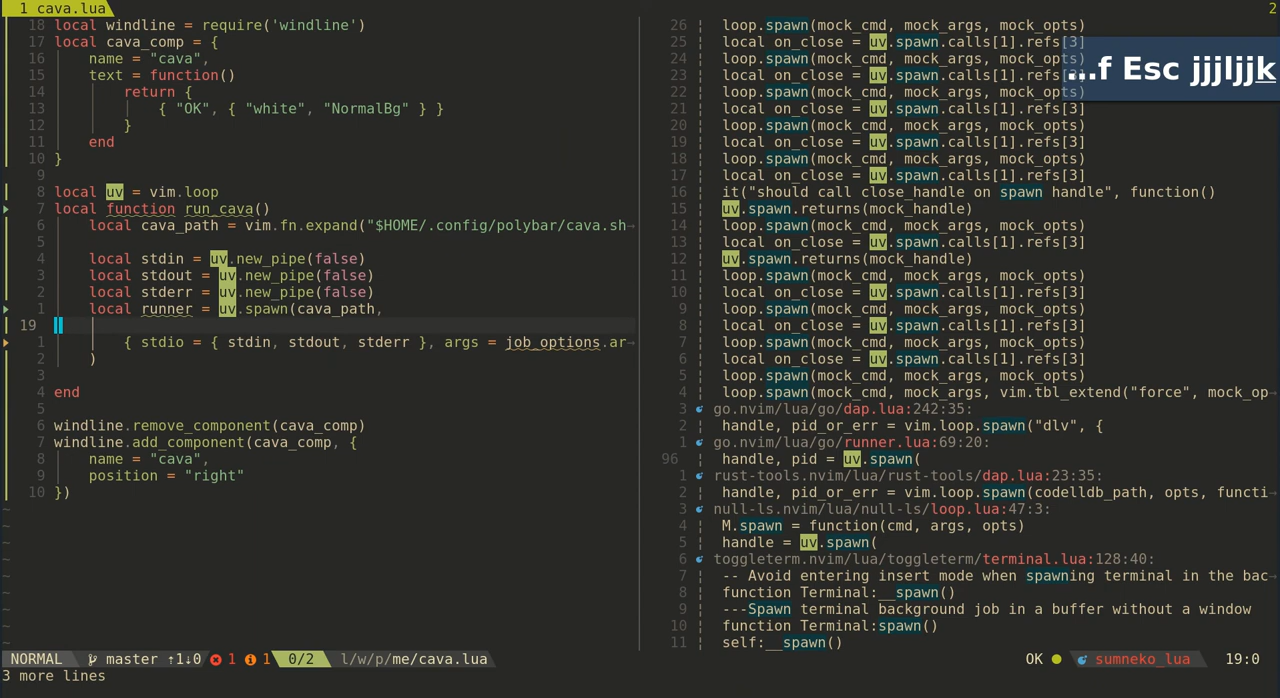 1 cava.lua
2
18 local windline = require('windline')
17 local cava_comp = {
16 name = "cava",
15 text = function()
14 return {
13 { "OK", { "white", "NormalBg" } }
12 }
11 end
10 }
9
8 local uv = vim.loop
7 local function run_cava()
6 local cava_path = vim.fn.expand("$HOME/.config/polybar/cava.sh→
5
4 local stdin = uv.new_pipe(false)
3 local stdout = uv.new_pipe(false)
2 local stderr = uv.new_pipe(false)
1 local runner = uv.spawn(cava_path,
19
1 { stdio = { stdin, stdout, stderr }, args = job_options.ar→
2 )
3
4 end
5
6 windline.remove_component(cava_comp)
7 windline.add_component(cava_comp, {
8 name = "cava",
9 position = "right"
10 })
~
~
~
~
~
~
~
~
~
26 ¦ loop.spawn(mock_cmd, mock_args, mock_opts)
25 ¦ local on_close = uv.spawn.calls[1].refs[3]
24 ¦ loop.spawn(mock_cmd, mock_args, mock_opts)
23 ¦ local on_close = uv.spawn.calls[1].refs[3]
22 ¦ loop.spawn(mock_cmd, mock_args, mock_opts)
21 ¦ local on_close = uv.spawn.calls[1].refs[3]
20 ¦ loop.spawn(mock_cmd, mock_args, mock_opts)
19 ¦ local on_close = uv.spawn.calls[1].refs[3]
18 ¦ loop.spawn(mock_cmd, mock_args, mock_opts)
17 ¦ local on_close = uv.spawn.calls[1].refs[3]
16 ¦ it("should call close_handle on spawn handle", function()
15 ¦ uv.spawn.returns(mock_handle)
14 ¦ loop.spawn(mock_cmd, mock_args, mock_opts)
13 ¦ local on_close = uv.spawn.calls[1].refs[3]
12 ¦ uv.spawn.returns(mock_handle)
11 ¦ loop.spawn(mock_cmd, mock_args, mock_opts)
10 ¦ local on_close = uv.spawn.calls[1].refs[3]
9 ¦ loop.spawn(mock_cmd, mock_args, mock_opts)
8 ¦ local on_close = uv.spawn.calls[1].refs[3]
7 ¦ loop.spawn(mock_cmd, mock_args, mock_opts)
6 ¦ local on_close = uv.spawn.calls[1].refs[3]
5 ¦ loop.spawn(mock_cmd, mock_args, mock_opts)
4 ¦ loop.spawn(mock_cmd, mock_args, vim.tbl_extend("force", mock_op→
3 go.nvim/lua/go/dap.lua:242:35:
2 ¦ handle, pid_or_err = vim.loop.spawn("dlv", {
1 go.nvim/lua/go/runner.lua:69:20:
96 ¦ handle, pid = uv.spawn(
1 rust-tools.nvim/lua/rust-tools/dap.lua:23:35:
2 ¦ handle, pid_or_err = vim.loop.spawn(codelldb_path, opts, functi→
3 null-ls.nvim/lua/null-ls/loop.lua:47:3:
4 ¦ M.spawn = function(cmd, args, opts)
5 ¦ handle = uv.spawn(
6 toggleterm.nvim/lua/toggleterm/terminal.lua:128:40:
7 ¦ -- Avoid entering insert mode when spawning terminal in the bac→
8 ¦ function Terminal:__spawn()
9 ¦ ---Spawn terminal background job in a buffer without a window
10 ¦ function Terminal:spawn()
11 ¦ self:__spawn()
...f Esc jjjljjk
NORMAL master ↑1↓0 1 1 0/2 l/w/p/me/cava.lua OK sumneko_lua 19:0
3 more lines